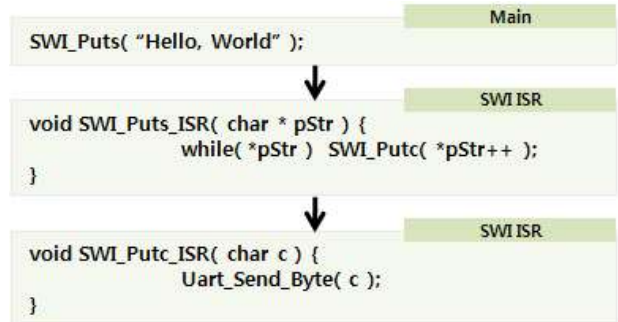 Main
SWI_Puts( “Hello, World” );
SWI ISR
void SWI_Puts_ISR( char * pStr ) {
while( *pStr ) SWI_Putc( *pStr++ );
}
SWI ISR
void SWI_Putc_ISR( char c ) {
Uart_Send_Byte( c );
}